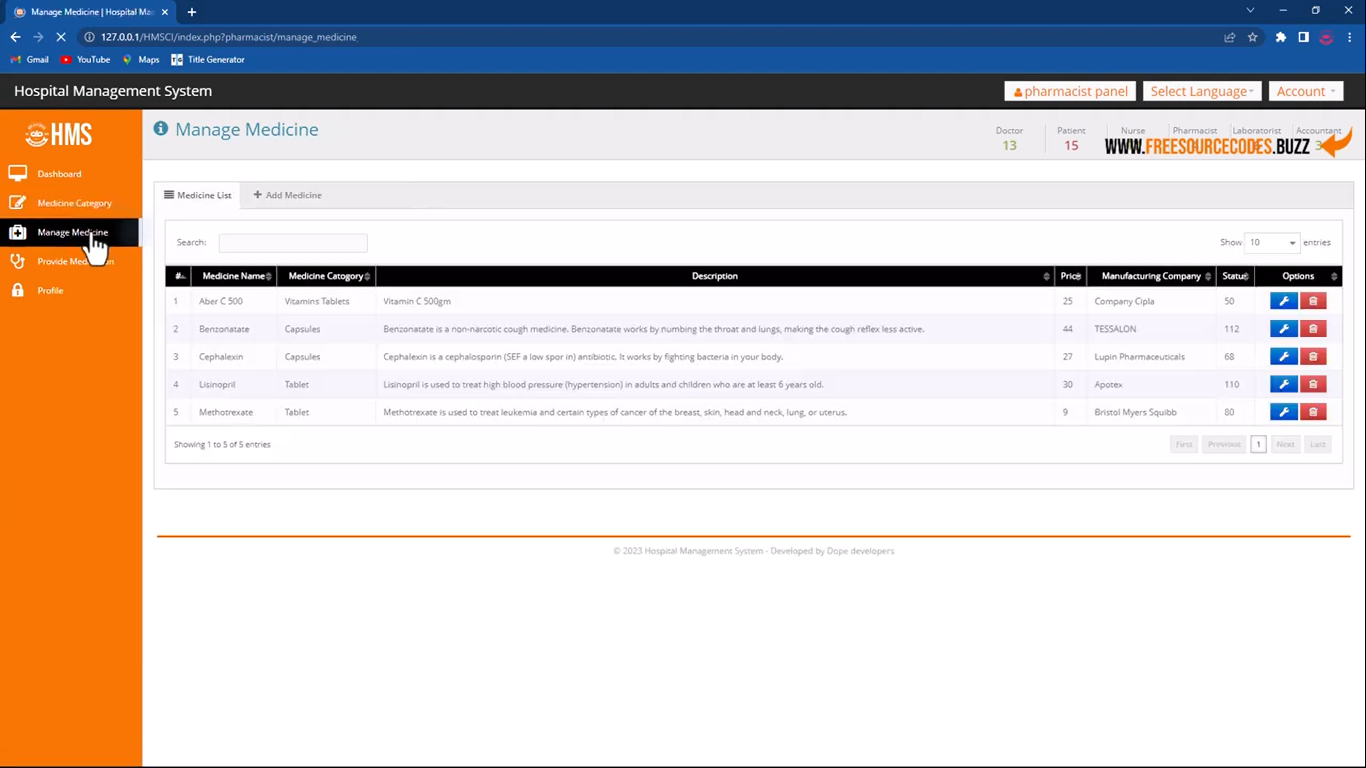 Manage Medicine | Hospital Ma
127.0.0.1/HMSCI/index.php?pharmacist/manage_medicine
Gmail YouTube Maps Title Generator
Hospital Management System pharmacist panel Select Language Account
HMS
Dashboard
Medicine Category
Manage Medicine
Provide Med
Profile
Manage Medicine
Doctor Patient Nurse Pharmacist Laboratorist Accountant
13 15 3
WWW.FREESOURCECODES.BUZZ
Medicine List + Add Medicine
Search: Show 10 entries
# Medicine Name Medicine Category Description Price Manufacturing Company Status Options
1 Aber C 500 Vitamins Tablets Vitamin C 500gm 25 Company Cipla 50
2 Benzonatate Capsules Benzonatate is a non-narcotic cough medicine. Benzonatate works by numbing the throat and lungs, making the cough reflex less active. 44 TESSALON 112
3 Cephalexin Capsules Cephalexin is a cephalosporin (SEF a low spor in) antibiotic. It works by fighting bacteria in your body. 27 Lupin Pharmaceuticals 68
4 Lisinopril Tablet Lisinopril is used to treat high blood pressure (hypertension) in adults and children who are at least 6 years old. 30 Apotex 110
5 Methotrexate Tablet Methotrexate is used to treat leukemia and certain types of cancer of the breast, skin, head and neck, lung, or uterus. 9 Bristol Myers Squibb 80
Showing 1 to 5 of 5 entries First Previous 1 Next Last
© 2023 Hospital Management System - Developed by Dope developers